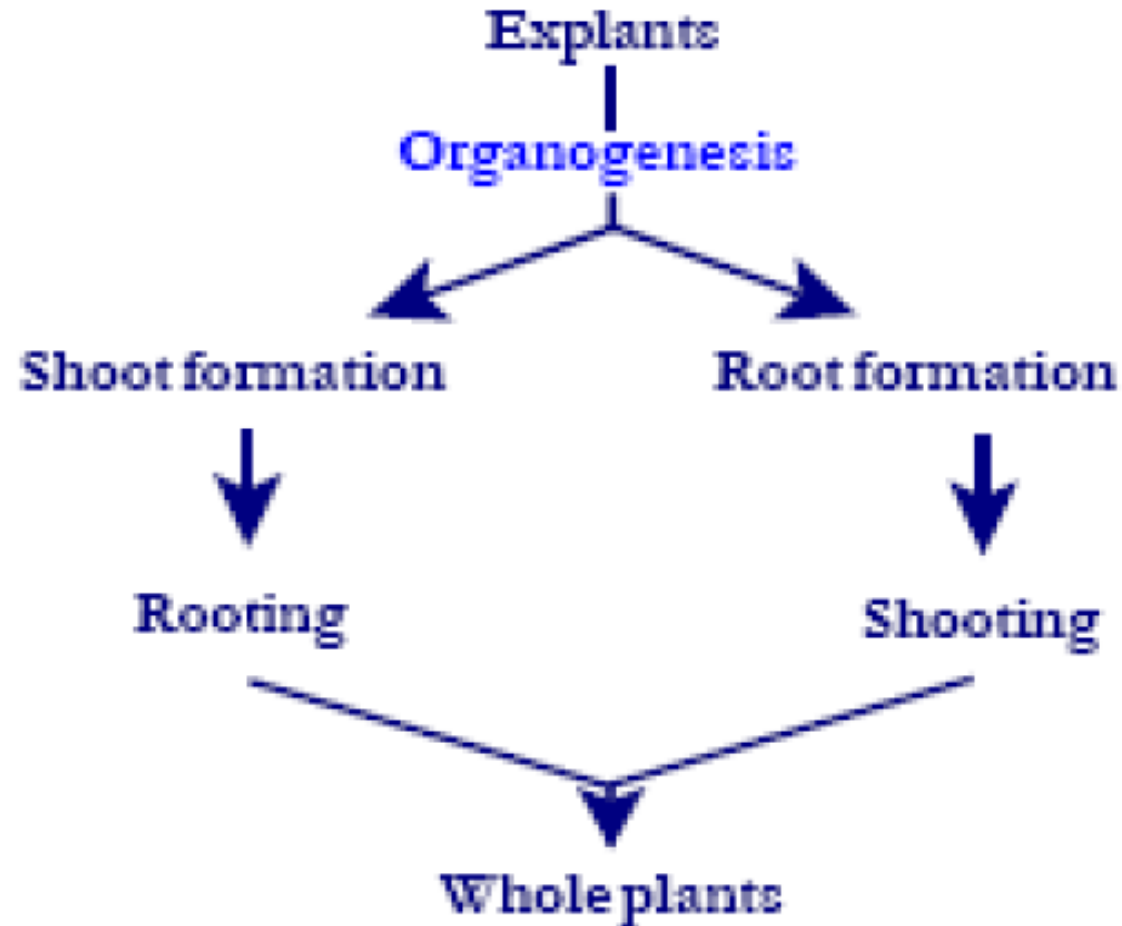 Explants
Organogenesis
Shoot formation
Root formation
Rooting
Shooting
Whole plants